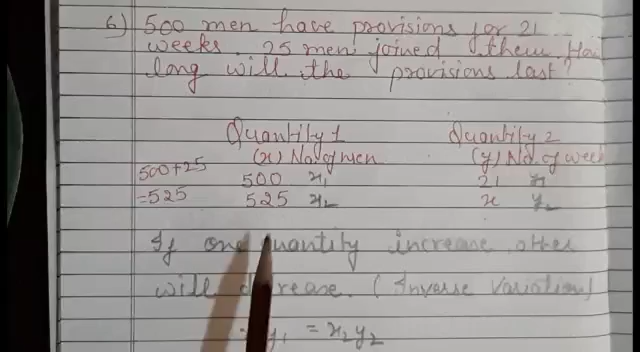 6) 500 men have provisions for 21
weeks. 25 men joined them. How
long will the provisions last?
Quantity 1 Quantity 2
(x) No. of men (y) No. of week
500+25 500 x₁ 21 y₁
=525 525 x₂ x y₂
If one quantity increase other
will decrease. (Inverse Variation)
y₁ = x₂y₂